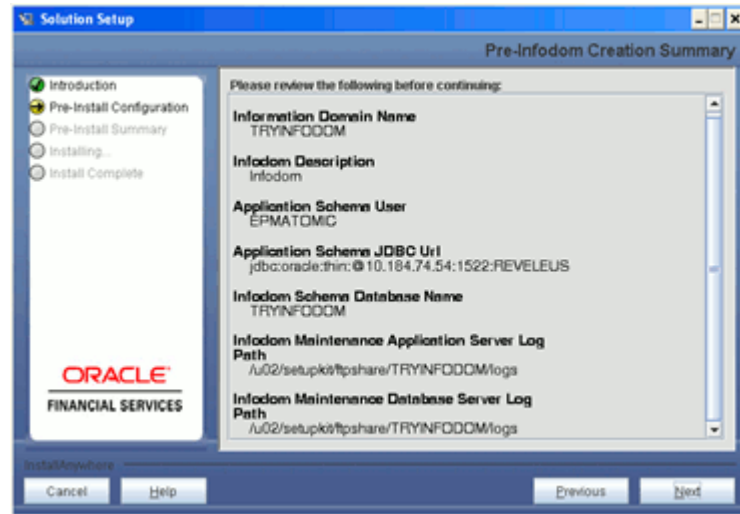 Solution Setup
Pre-Infodom Creation Summary
Introduction
Pre-Install Configuration
Pre-Install Summary
Installing...
Install Complete
ORACLE
FINANCIAL SERVICES
Please review the following before continuing:
Information Domain Name
TRYINFODOM
Infodom Description
Infodom
Application Schema User
EPMATOMIC
Application Schema JDBC Url
jdbc:oracle:thin:@10.184.74.54:1522:REVELEUS
Infodom Schema Database Name
TRYINFODOM
Infodom Maintenance Application Server Log
Path
/u02/setupkit/ftpshare/TRYINFODOM/logs
Infodom Maintenance Database Server Log
Path
/u02/setupkit/ftpshare/TRYINFODOM/logs
InstallAnywhere
Cancel
Help
Previous
Next